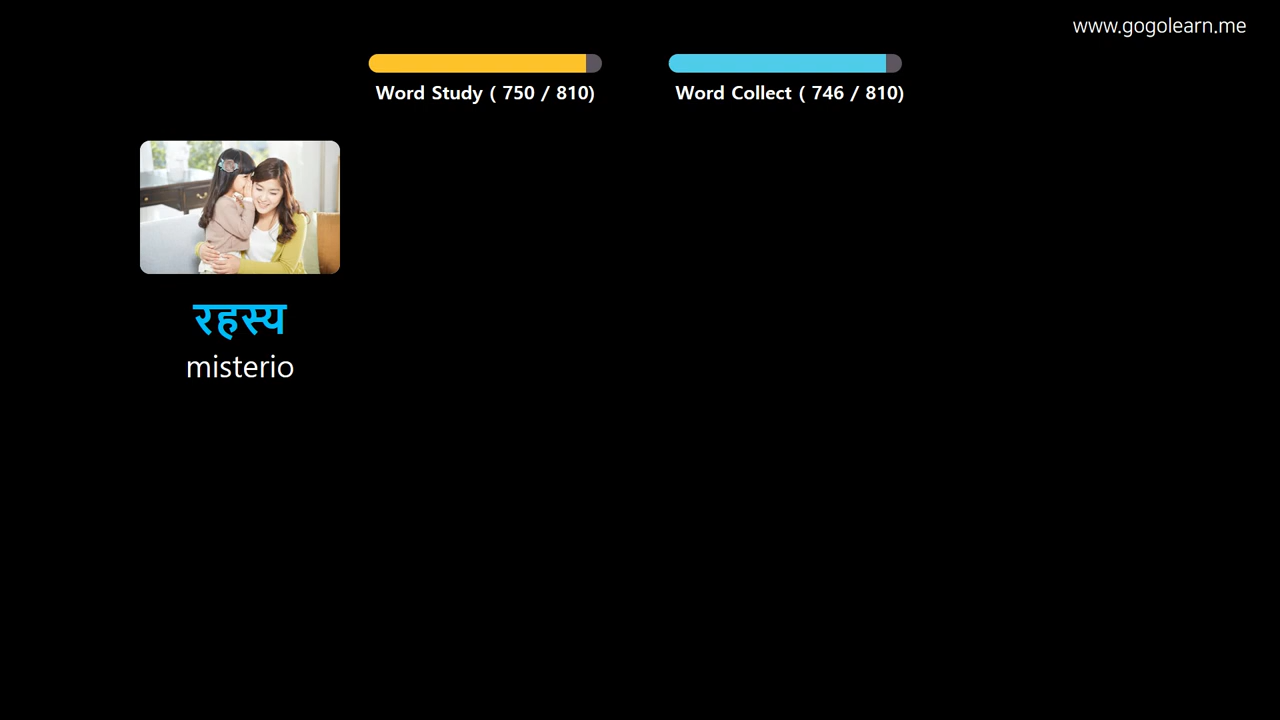 www.gogolearn.me
Word Study ( 750 / 810)
Word Collect ( 746 / 810)
रहस्य
misterio